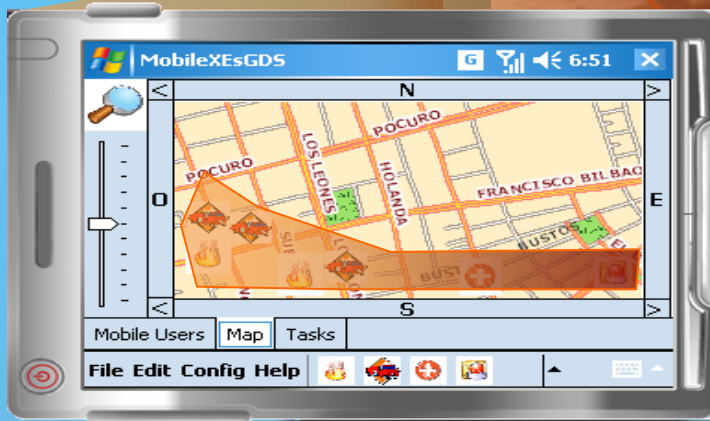 MobileXEsGDS G 6:51
< N >
POCURO
LOS LEONES
POCURO
HOLANDA
FRANCISCO BILBAO
O E
BUSTOS
BUST
< S >
Mobile Users Map Tasks
File Edit Config Help